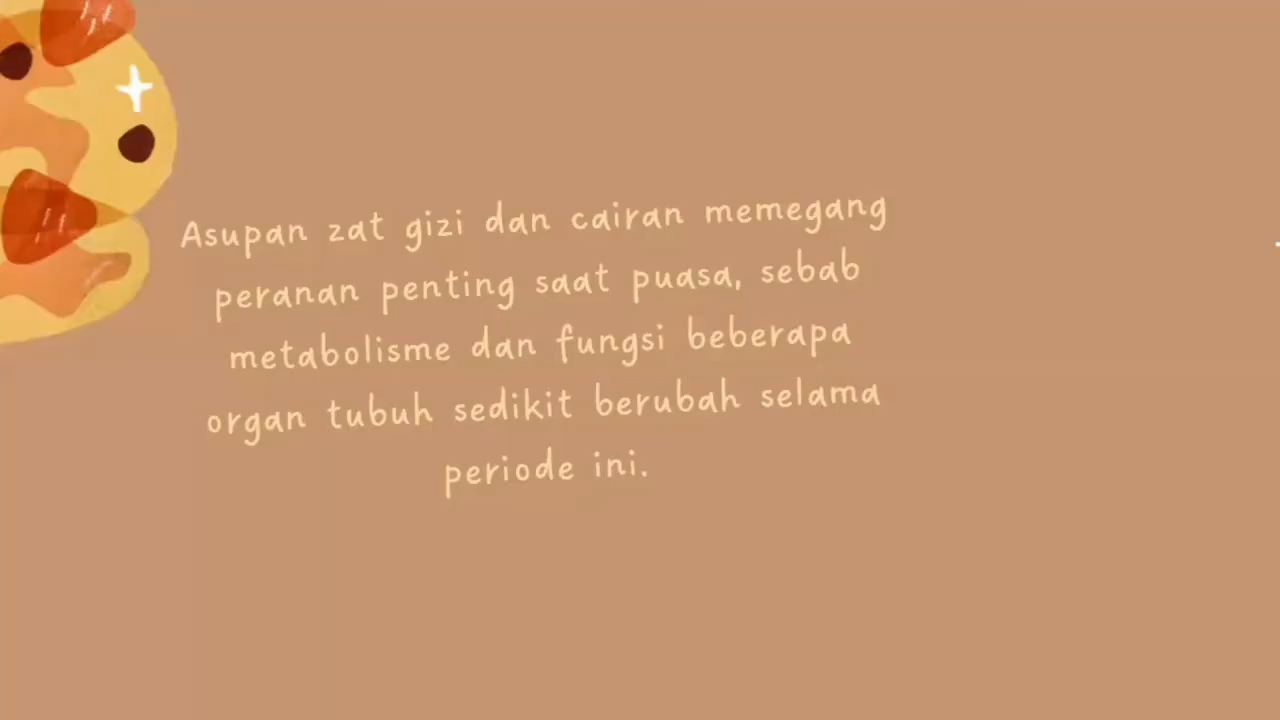 Asupan zat gizi dan cairan memegang
peranan penting saat puasa, sebab
metabolisme dan fungsi beberapa
organ tubuh sedikit berubah selama
periode ini.